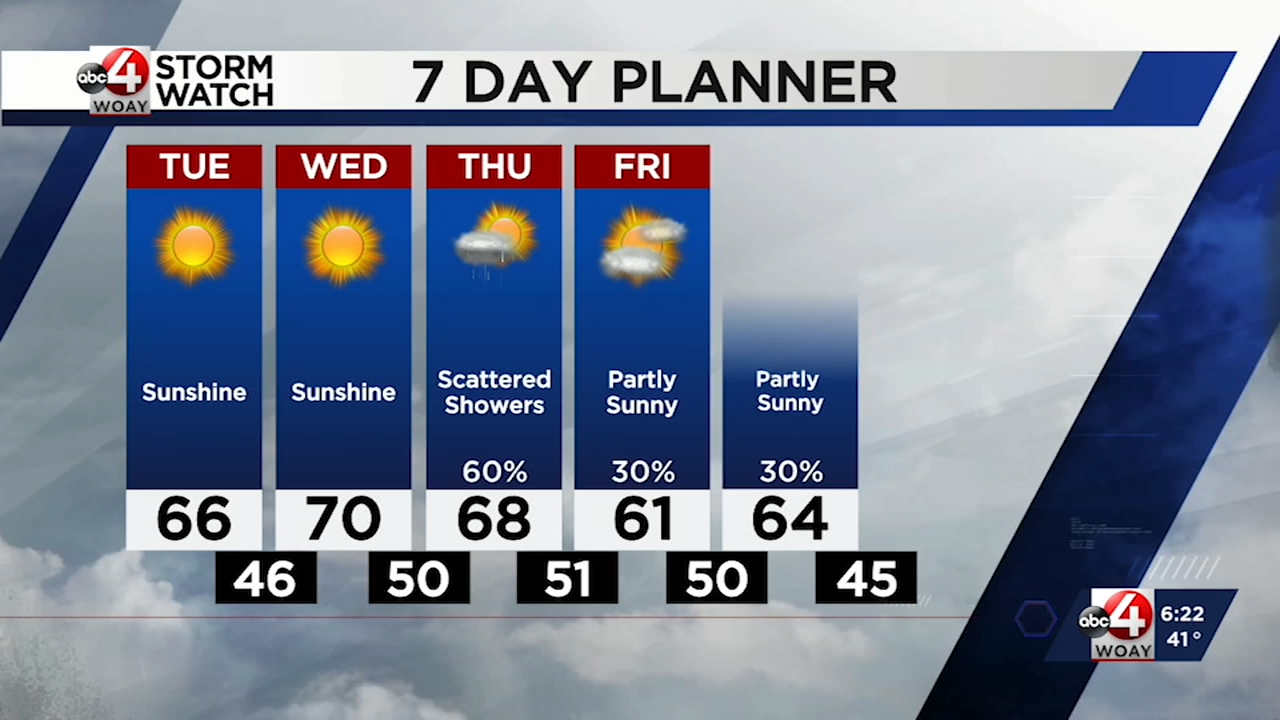 abc 4 WOAY
STORM
WATCH
7 DAY PLANNER
TUE
Sunshine
66
46
WED
Sunshine
70
50
THU
Scattered
Showers
60%
68
51
FRI
Partly
Sunny
30%
61
50
Partly
Sunny
30%
64
45
abc 4 WOAY
6:22
41°